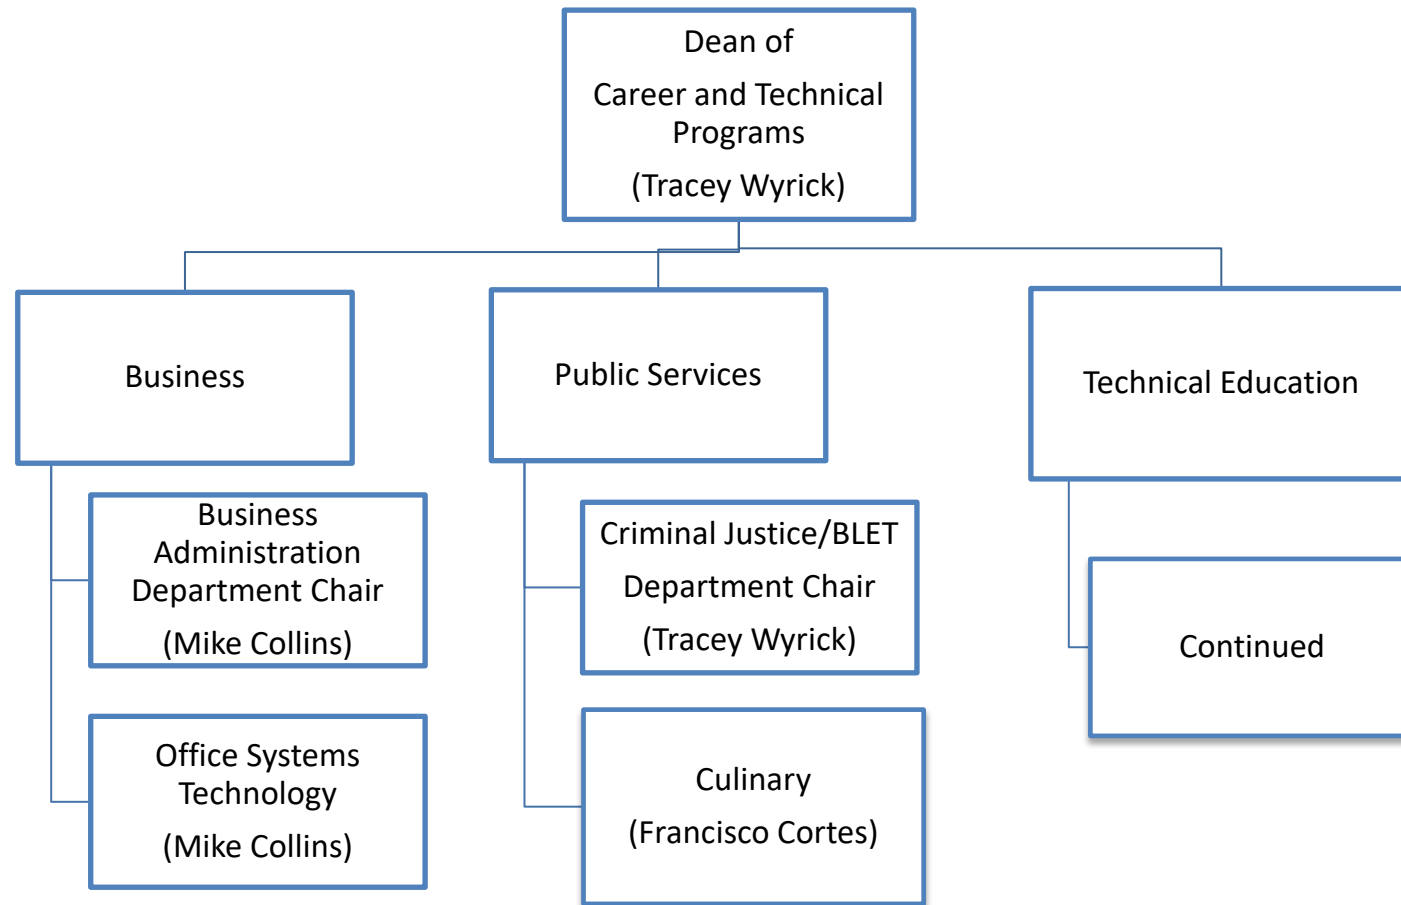 Dean of
Career and Technical
Programs
(Tracey Wyrick)
Business
Public Services
Technical Education
Business
Administration
Department Chair
(Mike Collins)
Criminal Justice/BLET
Department Chair
(Tracey Wyrick)
Continued
Office Systems
Technology
(Mike Collins)
Culinary
(Francisco Cortes)